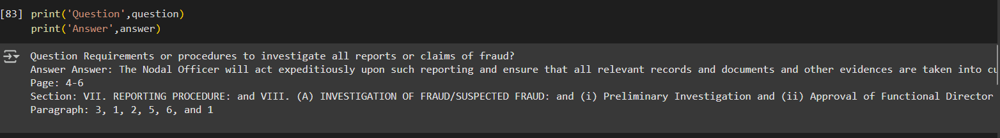 [83] print('Question',question)
print('Answer',answer)
Question Requirements or procedures to investigate all reports or claims of fraud?
Answer Answer: The Nodal Officer will act expeditiously upon such reporting and ensure that all relevant records and documents and other evidences are taken into
Page: 4-6
Section: VII. REPORTING PROCEDURE: and VIII. (A) INVESTIGATION OF FRAUD/SUSPECTED FRAUD: and (i) Preliminary Investigation and (ii) Approval of Functional Director
Paragraph: 3, 1, 2, 5, 6, and 1